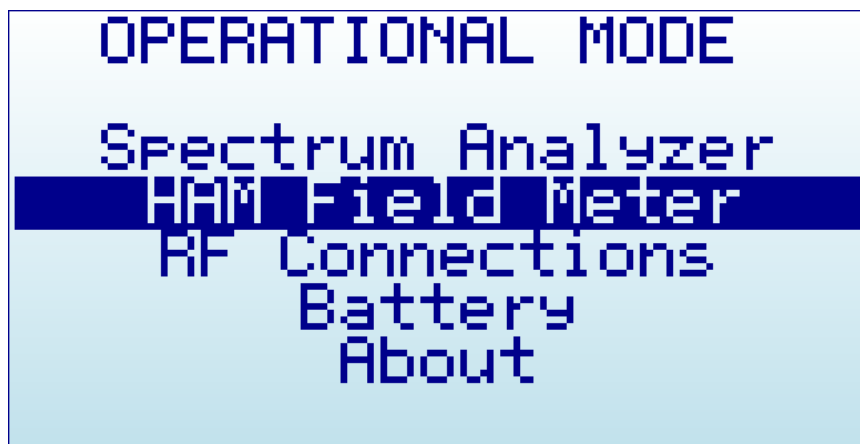 OPERATIONAL MODE
Spectrum Analyzer
HAM Field Meter
RF Connections
Battery
About